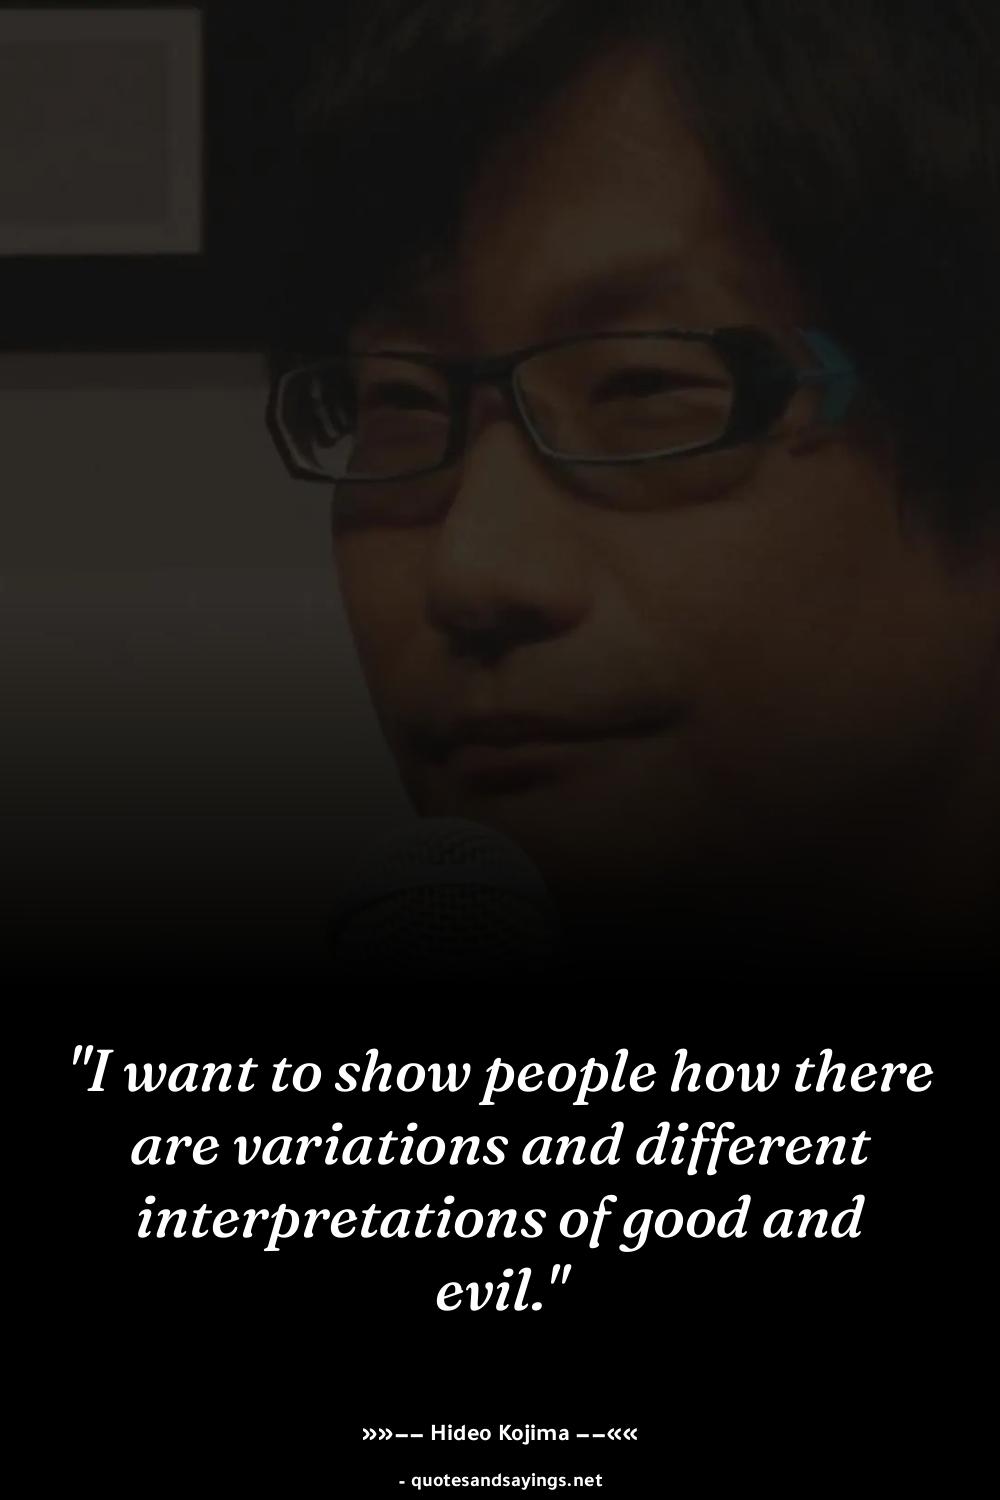 "I want to show people how there
are variations and different
interpretations of good and
evil."
»»–– Hideo Kojima ––««
- quotesandsayings.net